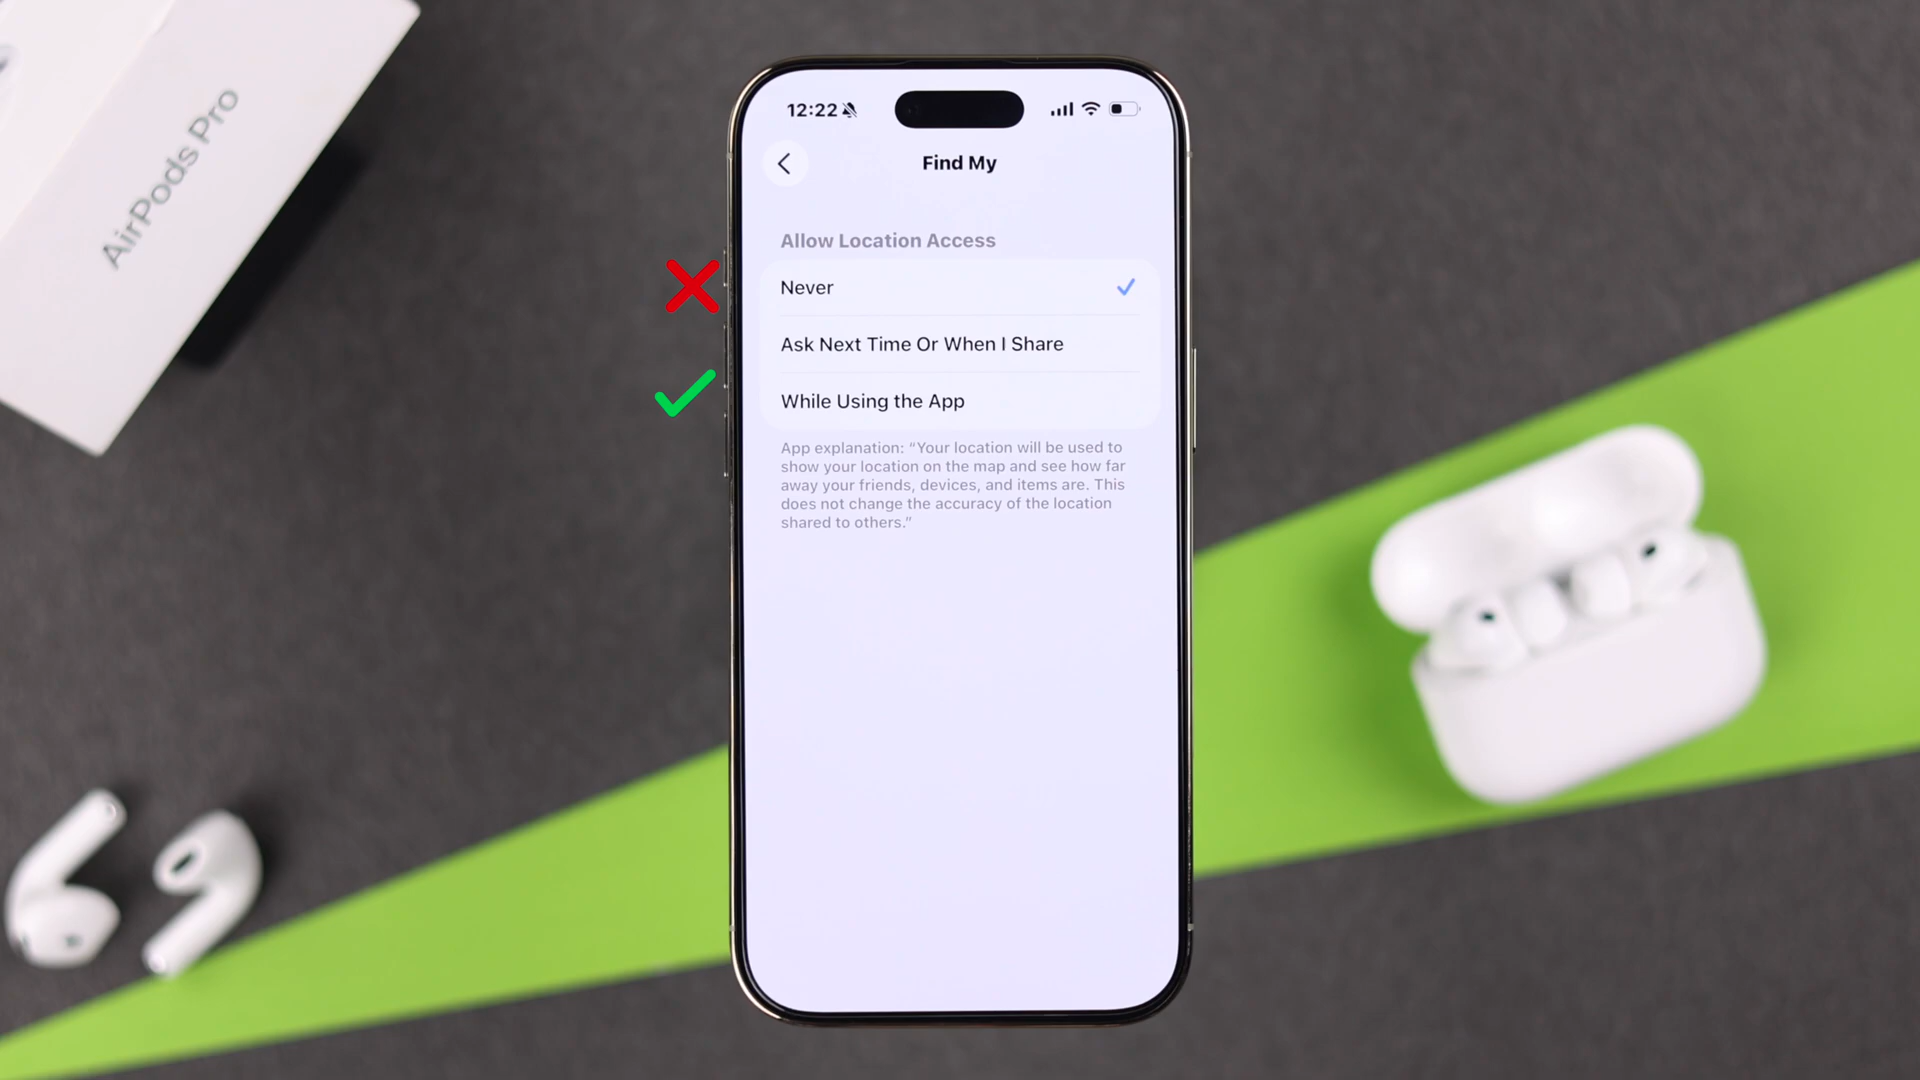 AirPods Pro
12:22
Find My
Allow Location Access
Never
Ask Next Time Or When I Share
While Using the App
App explanation: “Your location will be used to
show your location on the map and see how far
away your friends, devices, and items are. This
does not change the accuracy of the location
shared to others.”